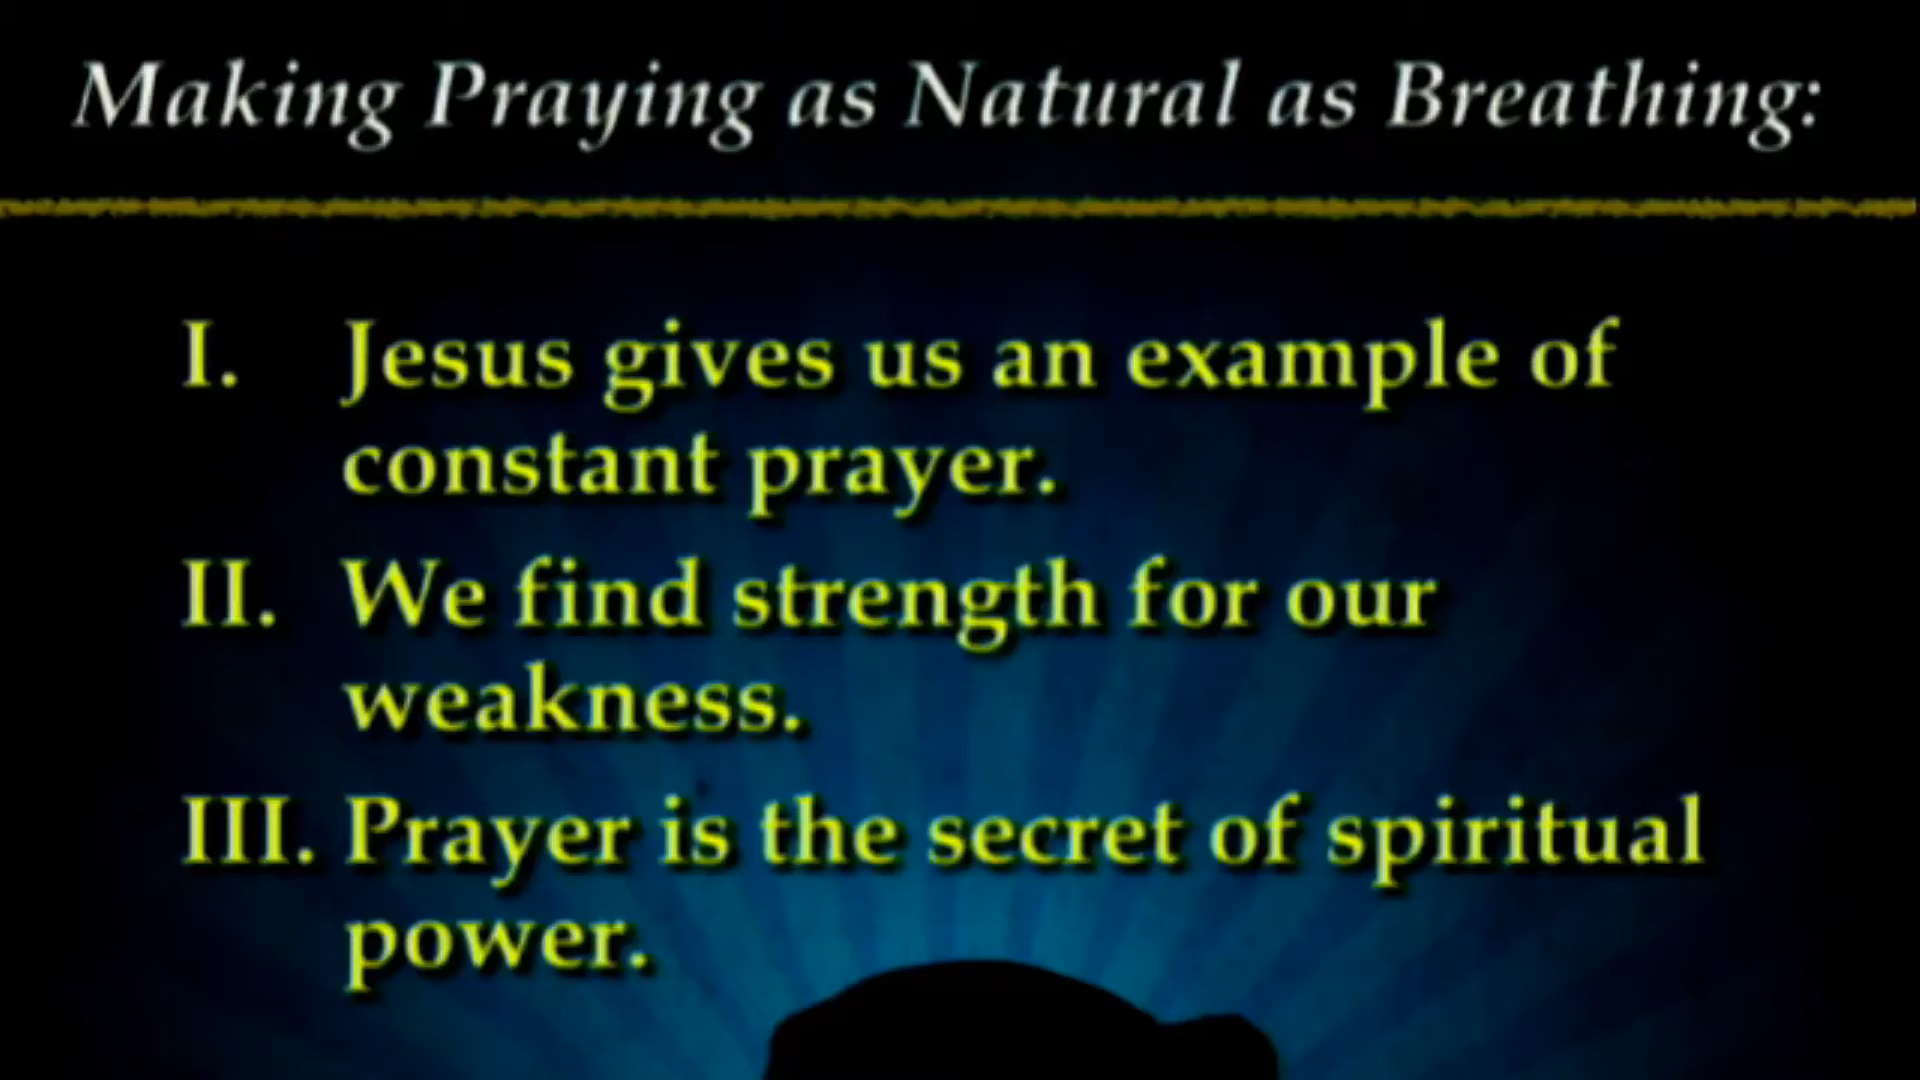 Making Praying as Natural as Breathing:
I. Jesus gives us an example of
constant prayer.
II. We find strength for our
weakness.
III. Prayer is the secret of spiritual
power.